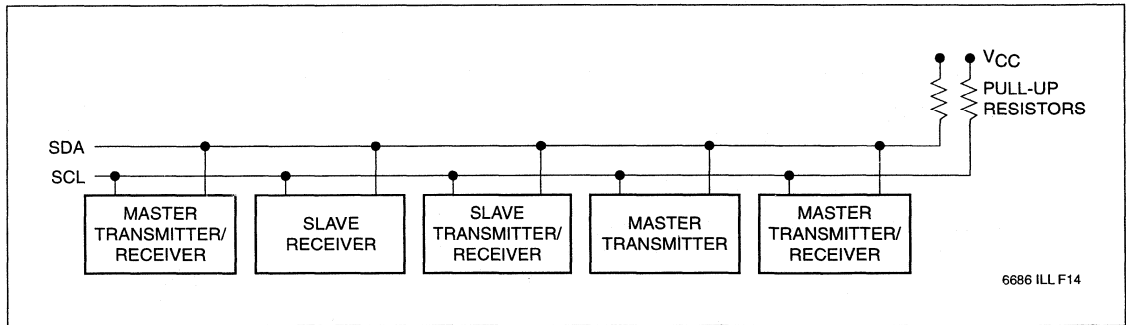 VCC
PULL-UP
RESISTORS
SDA
SCL
MASTER
TRANSMITTER/
RECEIVER
SLAVE
RECEIVER
SLAVE
TRANSMITTER/
RECEIVER
MASTER
TRANSMITTER
MASTER
TRANSMITTER/
RECEIVER
6686 ILL F14